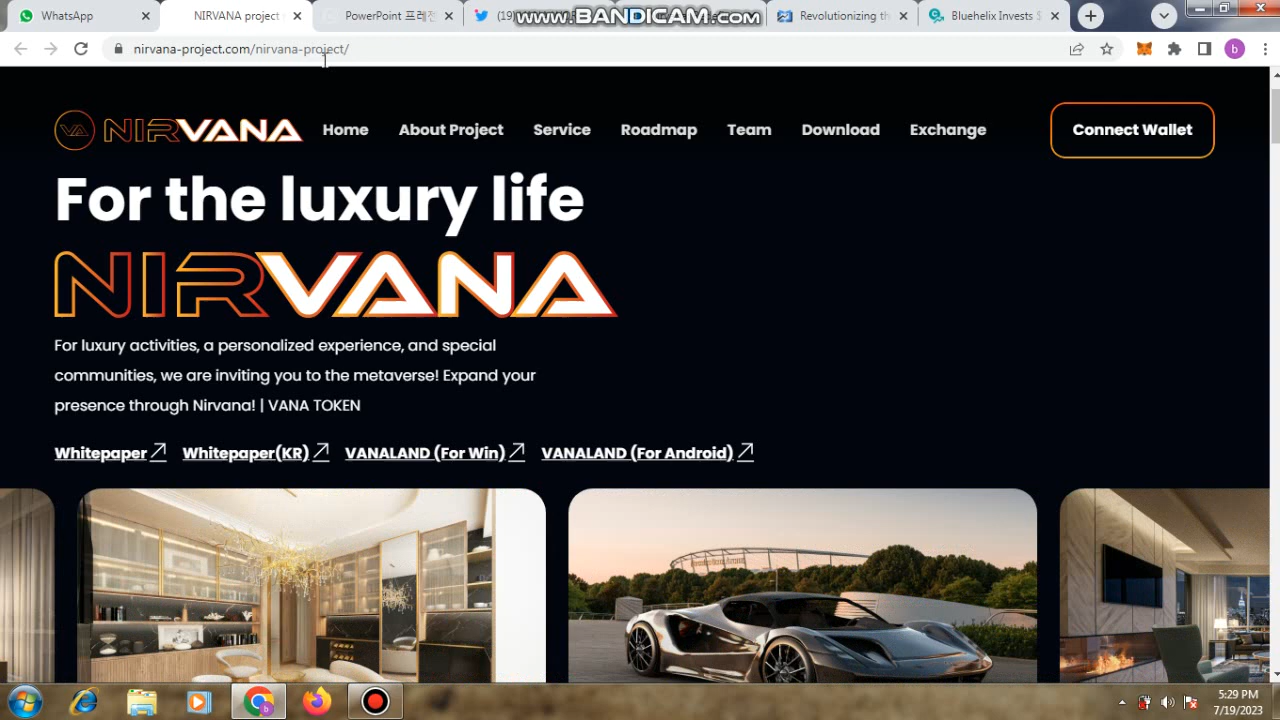 WhatsApp
NIRVANA project
PowerPoint 프레젠
(19)
www.BANDICAM.com
Revolutionizing th
Bluehelix Invests $
nirvana-project.com/nirvana-project/
b
VA NIRVANA
Home
About Project
Service
Roadmap
Team
Download
Exchange
Connect Wallet
For the luxury life
NIRVANA
For luxury activities, a personalized experience, and special
communities, we are inviting you to the metaverse! Expand your
presence through Nirvana! | VANA TOKEN
Whitepaper
Whitepaper(KR)
VANALAND (For Win)
VANALAND (For Android)
5:29 PM
7/19/2023